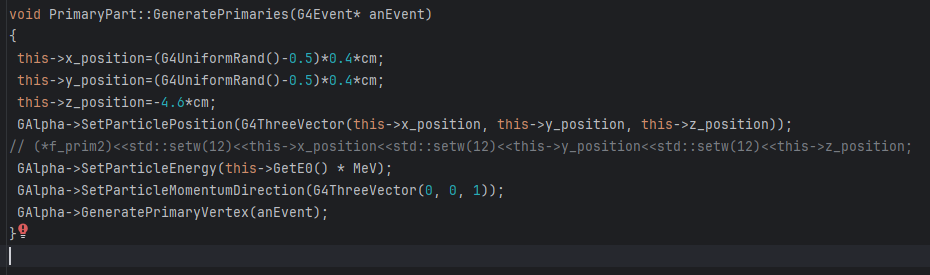 void PrimaryPart::GeneratePrimaries(G4Event* anEvent)
{
this->x_position=(G4UniformRand()-0.5)*0.4*cm;
this->y_position=(G4UniformRand()-0.5)*0.4*cm;
this->z_position=-4.6*cm;
GAlpha->SetParticlePosition(G4ThreeVector(this->x_position, this->y_position, this->z_position));
// (*f_prim2)<<std::setw(12)<<this->x_position<<std::setw(12)<<this->y_position<<std::setw(12)<<this->z_position;
GAlpha->SetParticleEnergy(this->GetE0() * MeV);
GAlpha->SetParticleMomentumDirection(G4ThreeVector(0, 0, 1));
GAlpha->GeneratePrimaryVertex(anEvent);
}